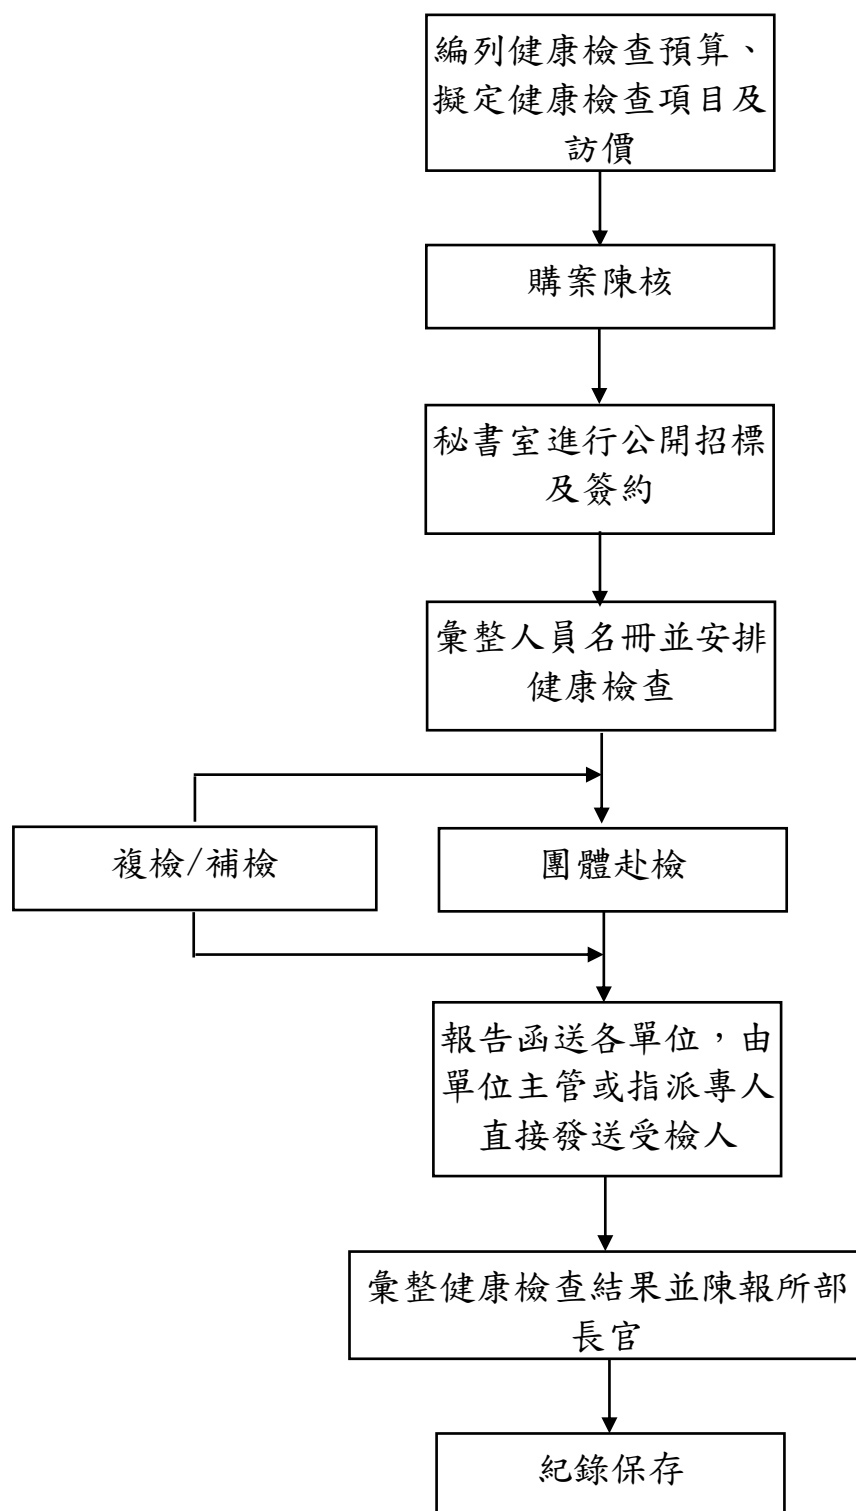 編列健康檢查預算、
擬定健康檢查項目及
訪價
購案陳核
秘書室進行公開招標
及簽約
彙整人員名冊並安排
健康檢查
複檢/補檢
團體赴檢
報告函送各單位，由
單位主管或指派專人
直接發送受檢人
彙整健康檢查結果並陳報所部
長官
紀錄保存